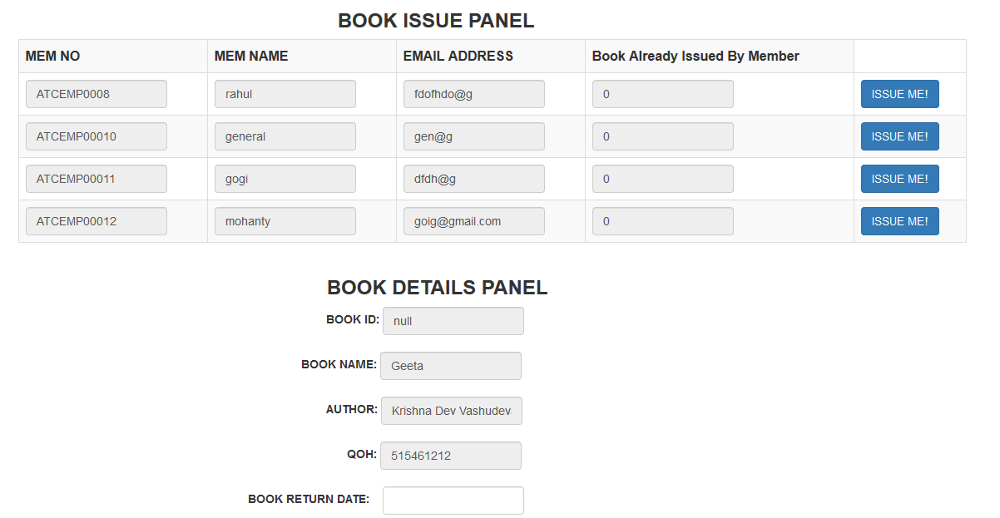 BOOK ISSUE PANEL
MEM NO MEM NAME EMAIL ADDRESS Book Already Issued By Member
ATCEMP0008 rahul fdofhdo@g 0 ISSUE ME!
ATCEMP00010 general gen@g 0 ISSUE ME!
ATCEMP00011 gogi dfdh@g 0 ISSUE ME!
ATCEMP00012 mohanty goig@gmail.com 0 ISSUE ME!
BOOK DETAILS PANEL
BOOK ID: null
BOOK NAME: Geeta
AUTHOR: Krishna Dev Vashudev
QOH: 515461212
BOOK RETURN DATE: